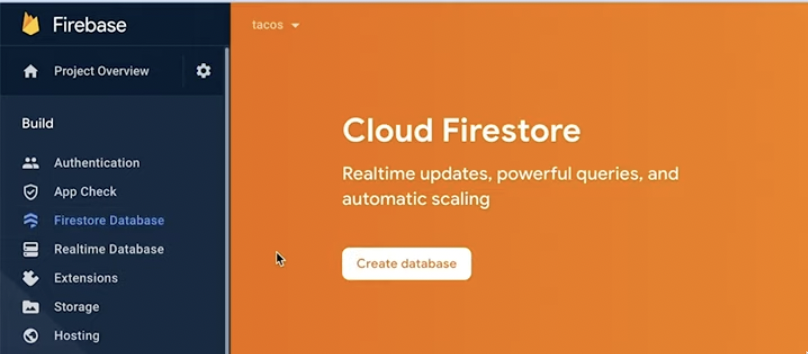 Firebase
tacos
Project Overview
Build
Authentication
App Check
Firestore Database
Realtime Database
Extensions
Storage
Hosting
Cloud Firestore
Realtime updates, powerful queries, and
automatic scaling
Create database